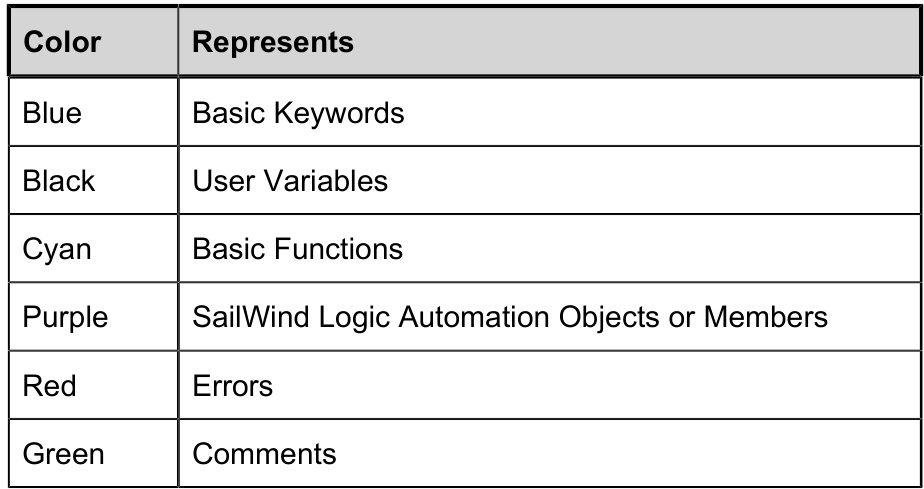 Color Represents
Blue Basic Keywords
Black User Variables
Cyan Basic Functions
Purple SailWind Logic Automation Objects or Members
Red Errors
Green Comments